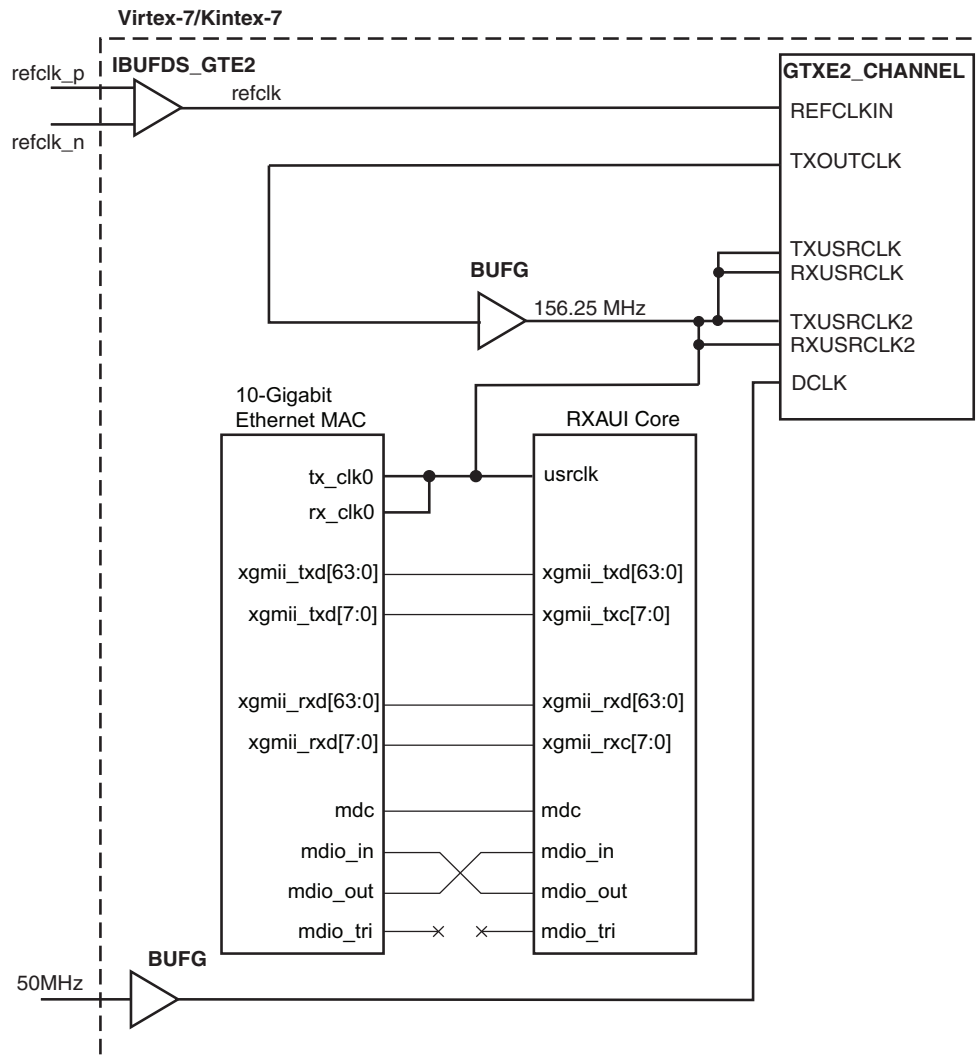 Virtex-7/Kintex-7
refclk_p
IBUFDS_GTE2
refclk
refclk_n
GTXE2_CHANNEL
REFCLKIN
TXOUTCLK
TXUSRCLK
RXUSRCLK
BUFG
156.25 MHz
TXUSRCLK2
RXUSRCLK2
DCLK
10-Gigabit
Ethernet MAC
RXAUI Core
tx_clk0
usrclk
rx_clk0
xgmii_txd[63:0]
xgmii_txd[63:0]
xgmii_txd[7:0]
xgmii_txc[7:0]
xgmii_rxd[63:0]
xgmii_rxd[63:0]
xgmii_rxd[7:0]
xgmii_rxc[7:0]
mdc
mdc
mdio_in
mdio_in
mdio_out
mdio_out
mdio_tri
mdio_tri
BUFG
50MHz